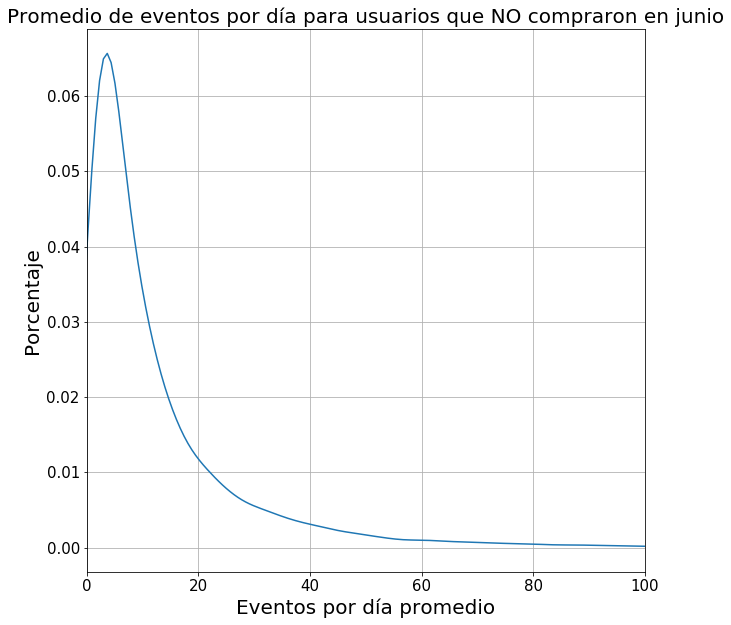 Promedio de eventos por día para usuarios que NO compraron en junio
0.06
0.05
0.04
0.03
0.02
0.01
0.00
Porcentaje
0 20 40 60 80 100
Eventos por día promedio